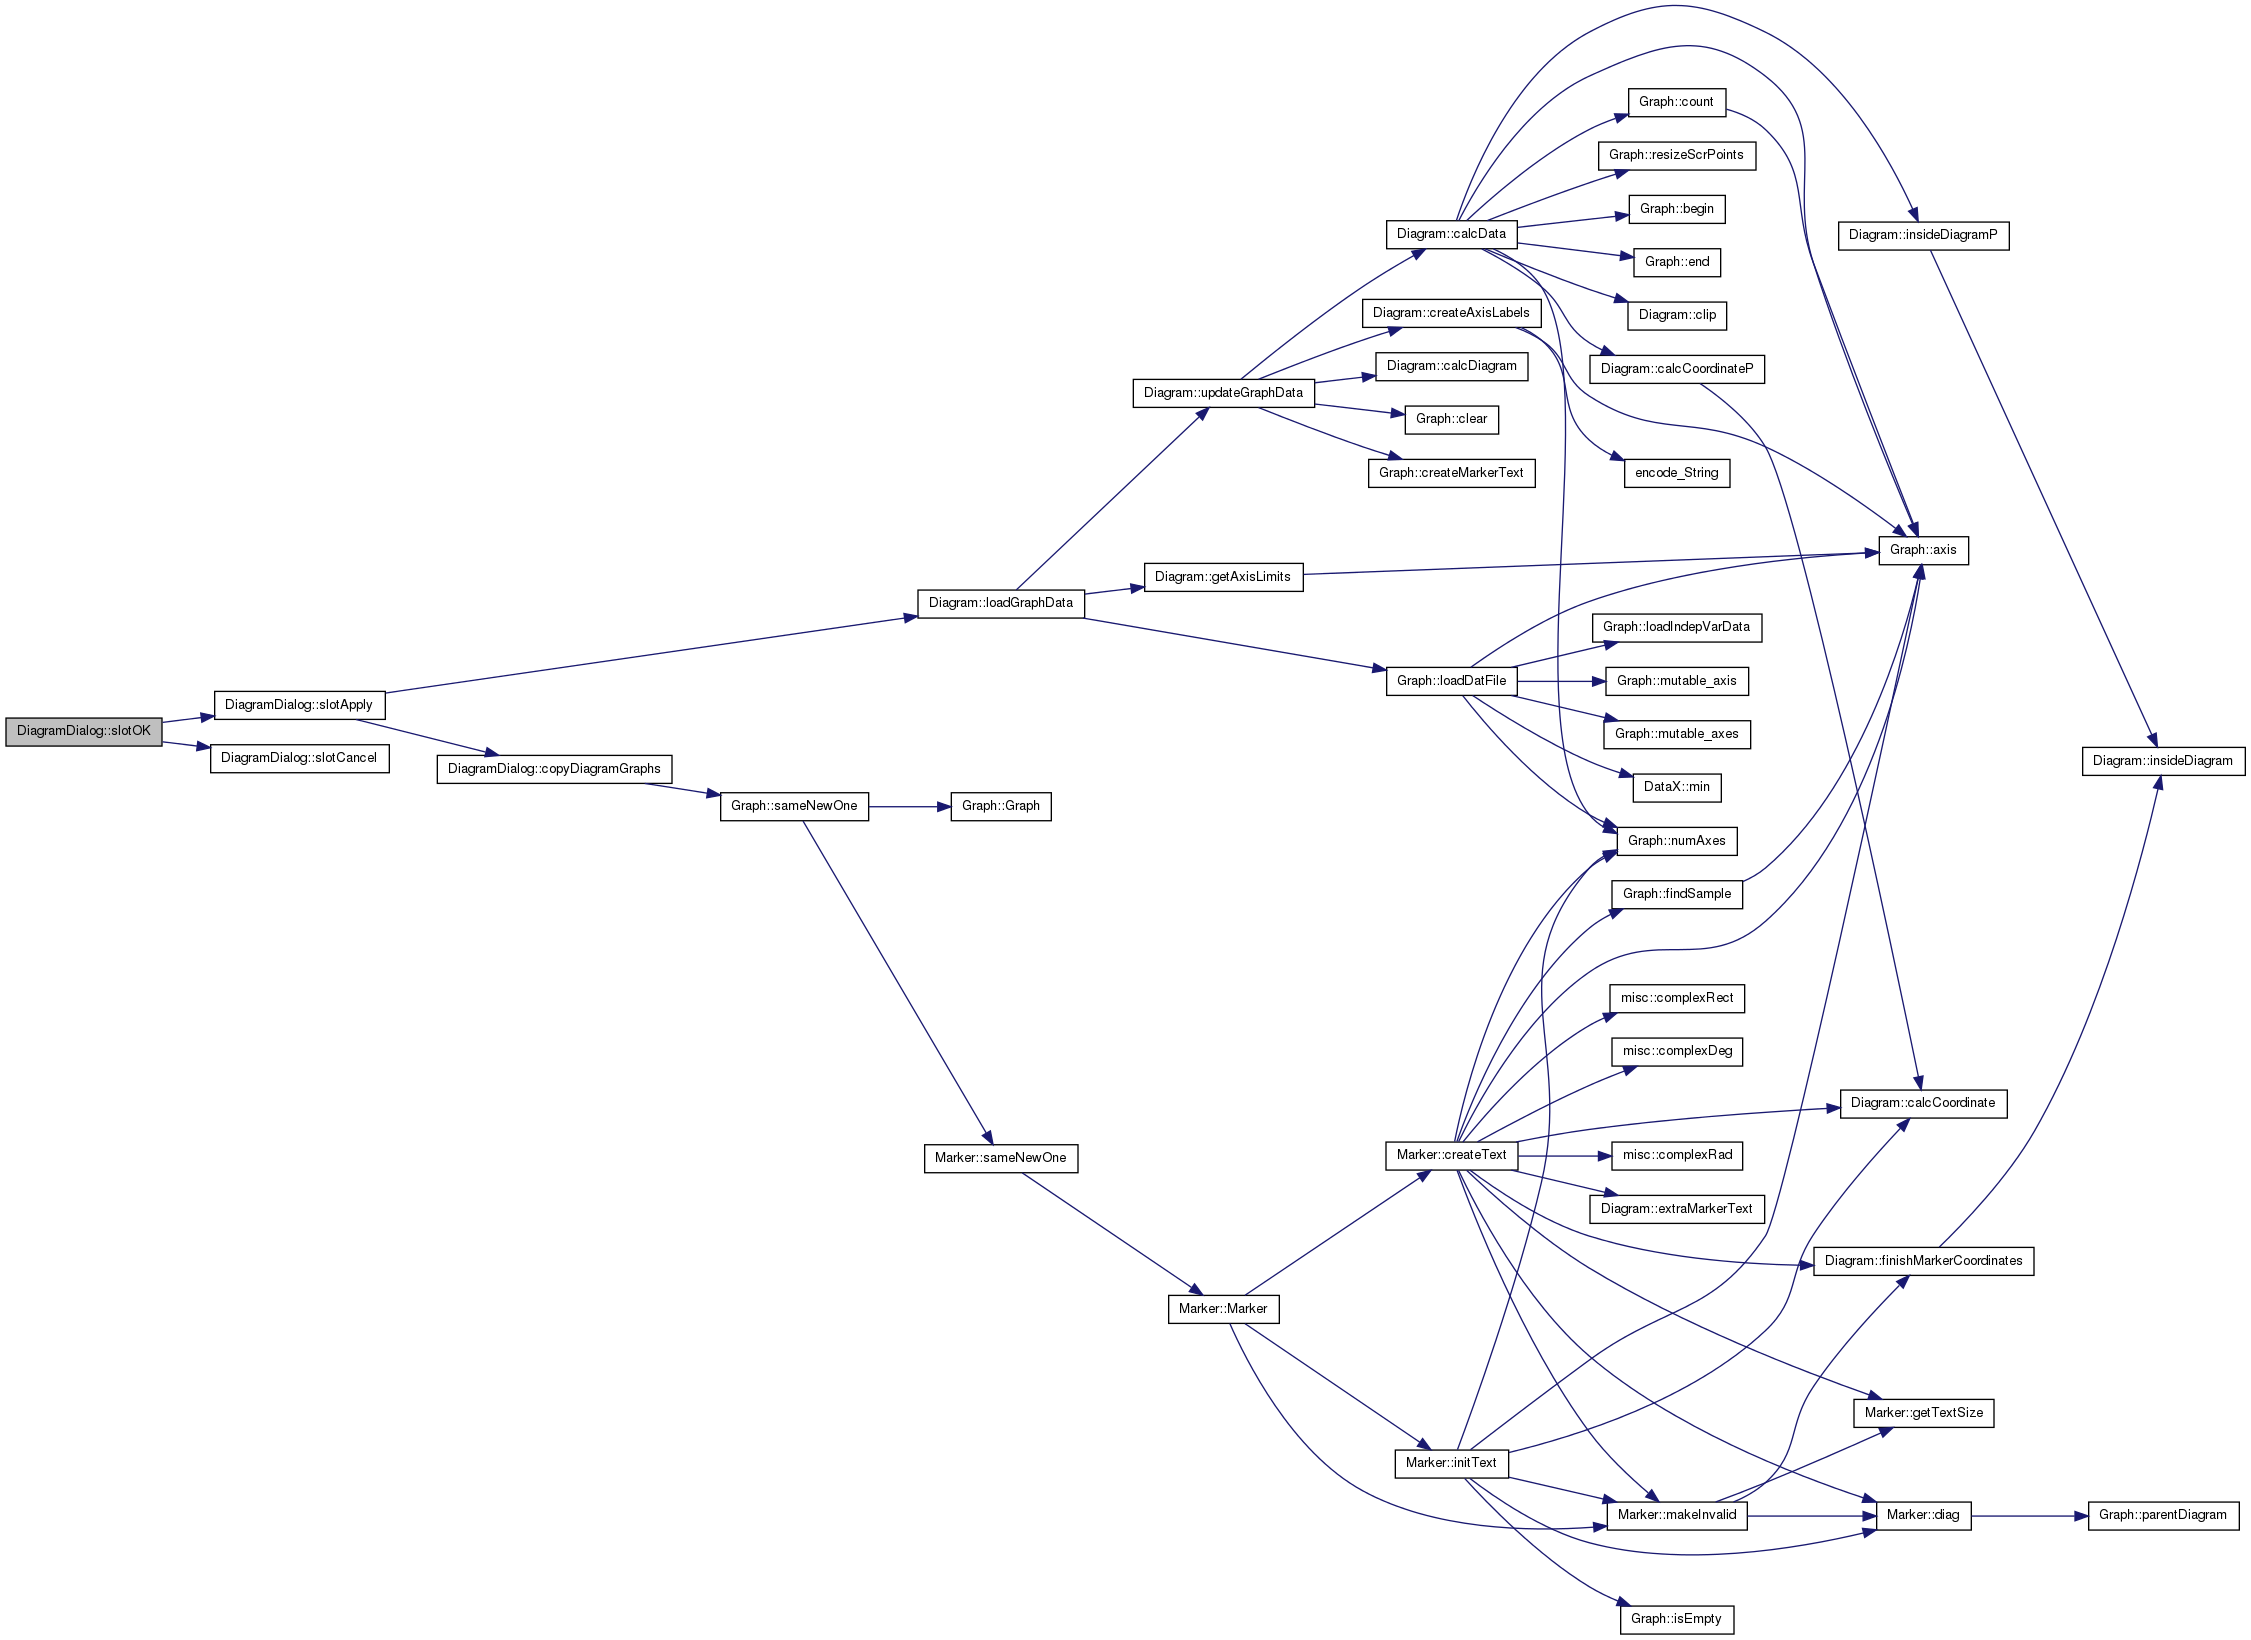 DiagramDialog::slotOK
DiagramDialog::slotApply
DiagramDialog::slotCancel
DiagramDialog::copyDiagramGraphs
Graph::sameNewOne
Graph::Graph
Diagram::loadGraphData
Marker::sameNewOne
Diagram::updateGraphData
Diagram::getAxisLimits
Marker::Marker
Diagram::calcData
Diagram::createAxisLabels
Diagram::calcDiagram
Graph::clear
Graph::createMarkerText
Graph::loadDatFile
Marker::createText
Marker::initText
Graph::count
Graph::resizeScrPoints
Graph::begin
Graph::end
Diagram::clip
Diagram::calcCoordinateP
encode_String
Graph::loadIndepVarData
Graph::mutable_axis
Graph::mutable_axes
DataX::min
Graph::numAxes
Graph::findSample
misc::complexRect
misc::complexDeg
misc::complexRad
Diagram::extraMarkerText
Marker::makeInvalid
Graph::isEmpty
Diagram::insideDiagramP
Graph::axis
Diagram::calcCoordinate
Diagram::finishMarkerCoordinates
Marker::getTextSize
Marker::diag
Diagram::insideDiagram
Graph::parentDiagram